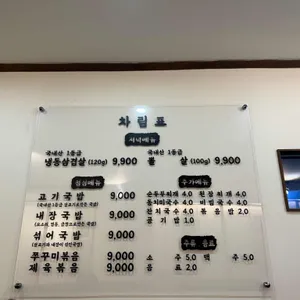 차림표
저녁메뉴
국내산 1등급 국내산 1등급
냉동삼겹살 (120g) 9,900 볼 살 (100g) 9,900
점심메뉴 추가메뉴
고기국밥 9,000
내장국밥 9,000
섞어국밥 9,000
쭈꾸미볶음 9,000
제육볶음 9,000
순두부찌개 4.0 된장찌개 4.0
동치미국수 4.0 비빔국수 4.0
잔치국수 4.0 볶음밥 2.0
공기밥 1.0
주류 음료
소주 5.0 맥주 5.0
음료 2.0